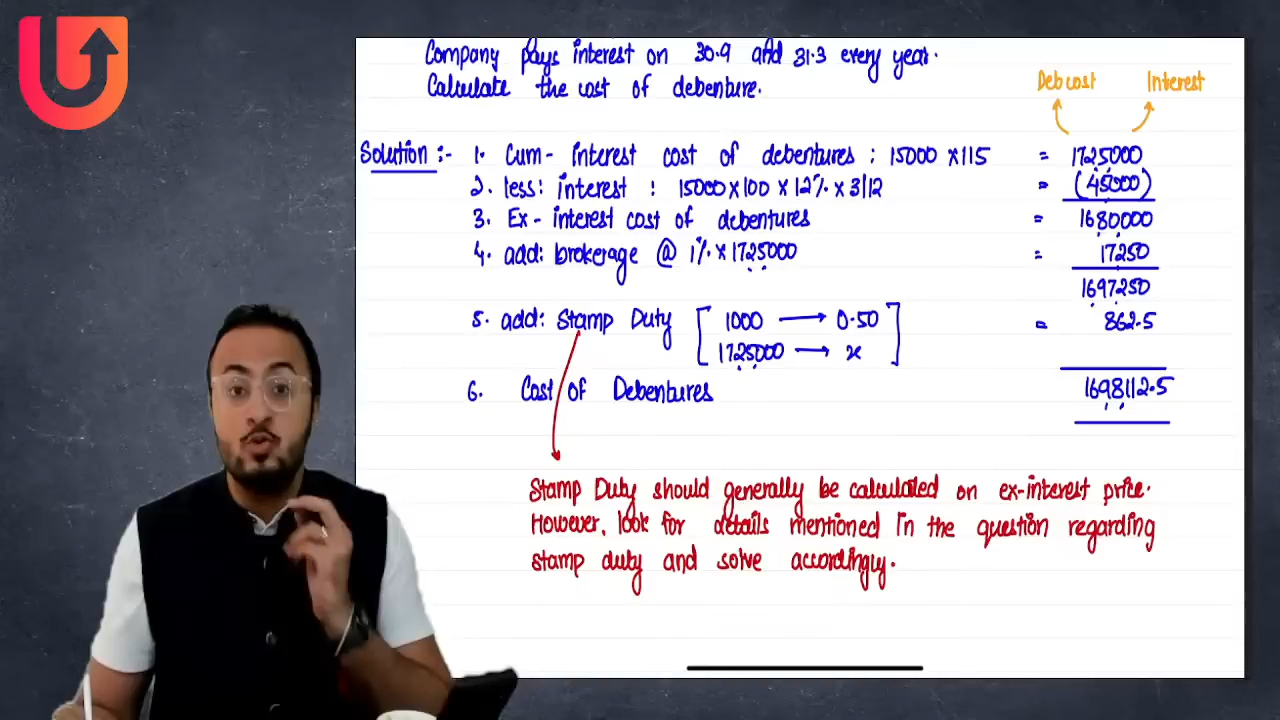 Company pays interest on 30.9 and 31.3 every year.
Calculate the cost of debenture.
Deb cost Interest
Solution :- 1. Cum - interest cost of debentures : 15000 x 115 = 1725000
2. less: interest : 15000 x 100 x 12% x 3/12 = (45000)
3. Ex - interest cost of debentures = 1680000
4. add: brokerage @ 1% x 1725000 = 17250
1697250
5. add: Stamp Duty [ 1000 → 0.50 = 862.5
1725000 → x ]
6. Cost of Debentures 1698112.5
Stamp Duty should generally be calculated on ex-interest price.
However, look for details mentioned in the question regarding
stamp duty and solve accordingly.